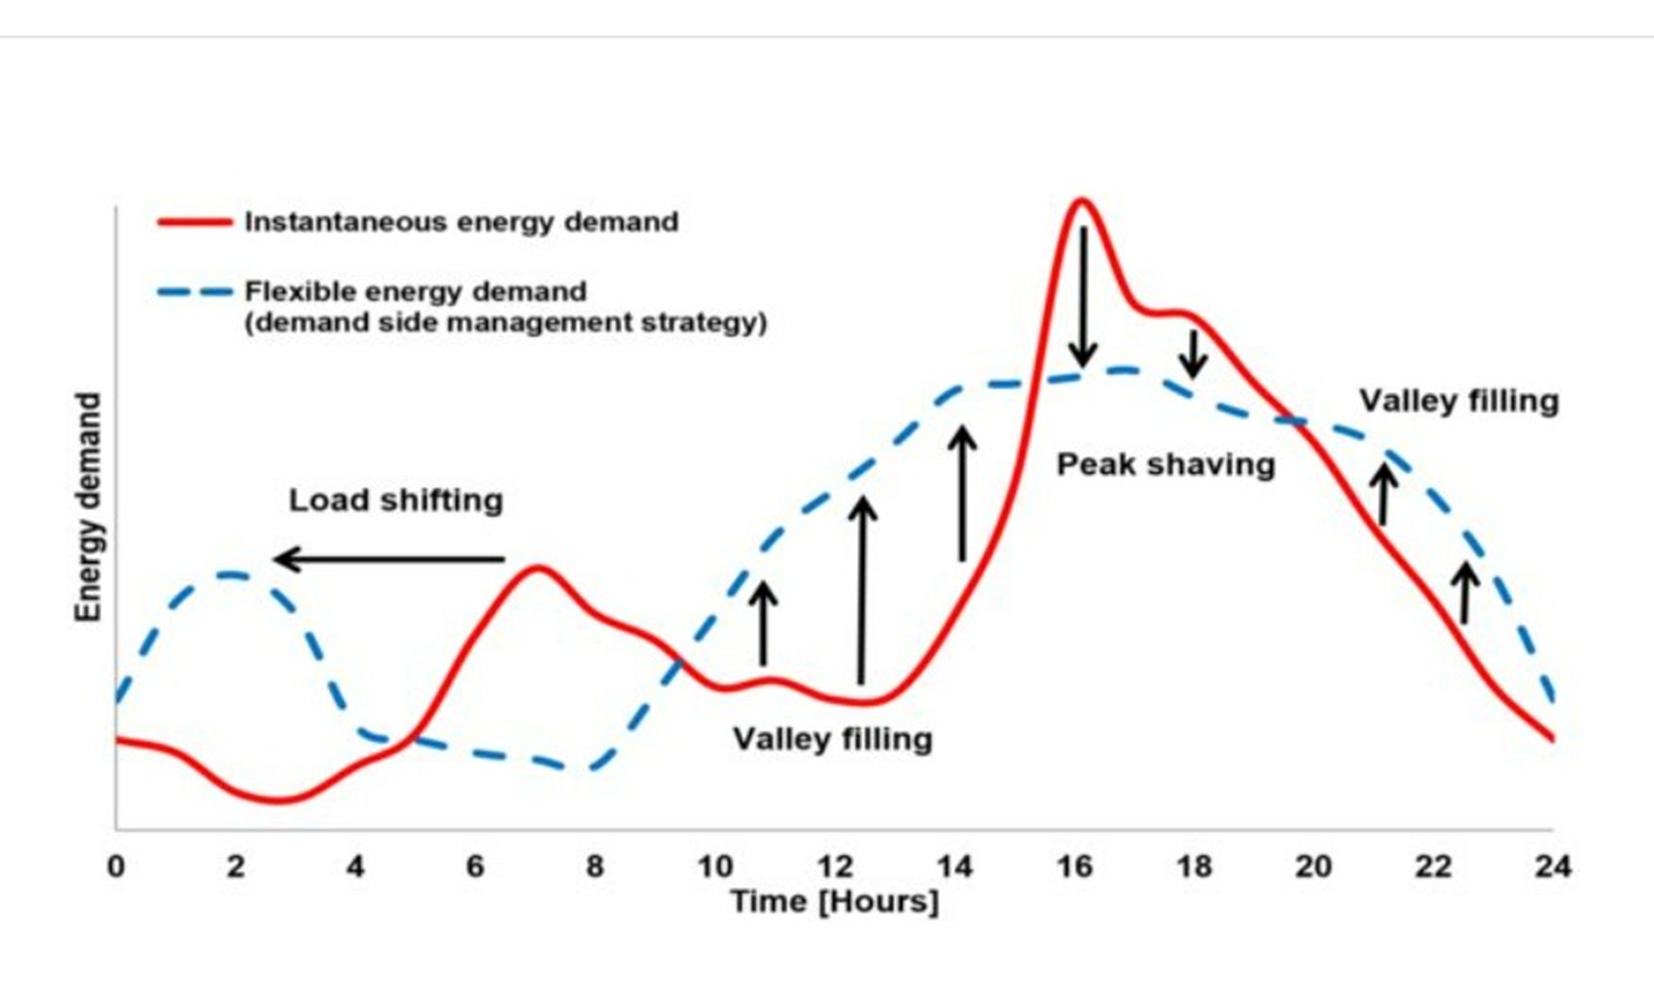 Instantaneous energy demand
Flexible energy demand
(demand side management strategy)
Energy demand
Load shifting
Valley filling
Peak shaving
Valley filling
0 2 4 6 8 10 12 14 16 18 20 22 24
Time [Hours]